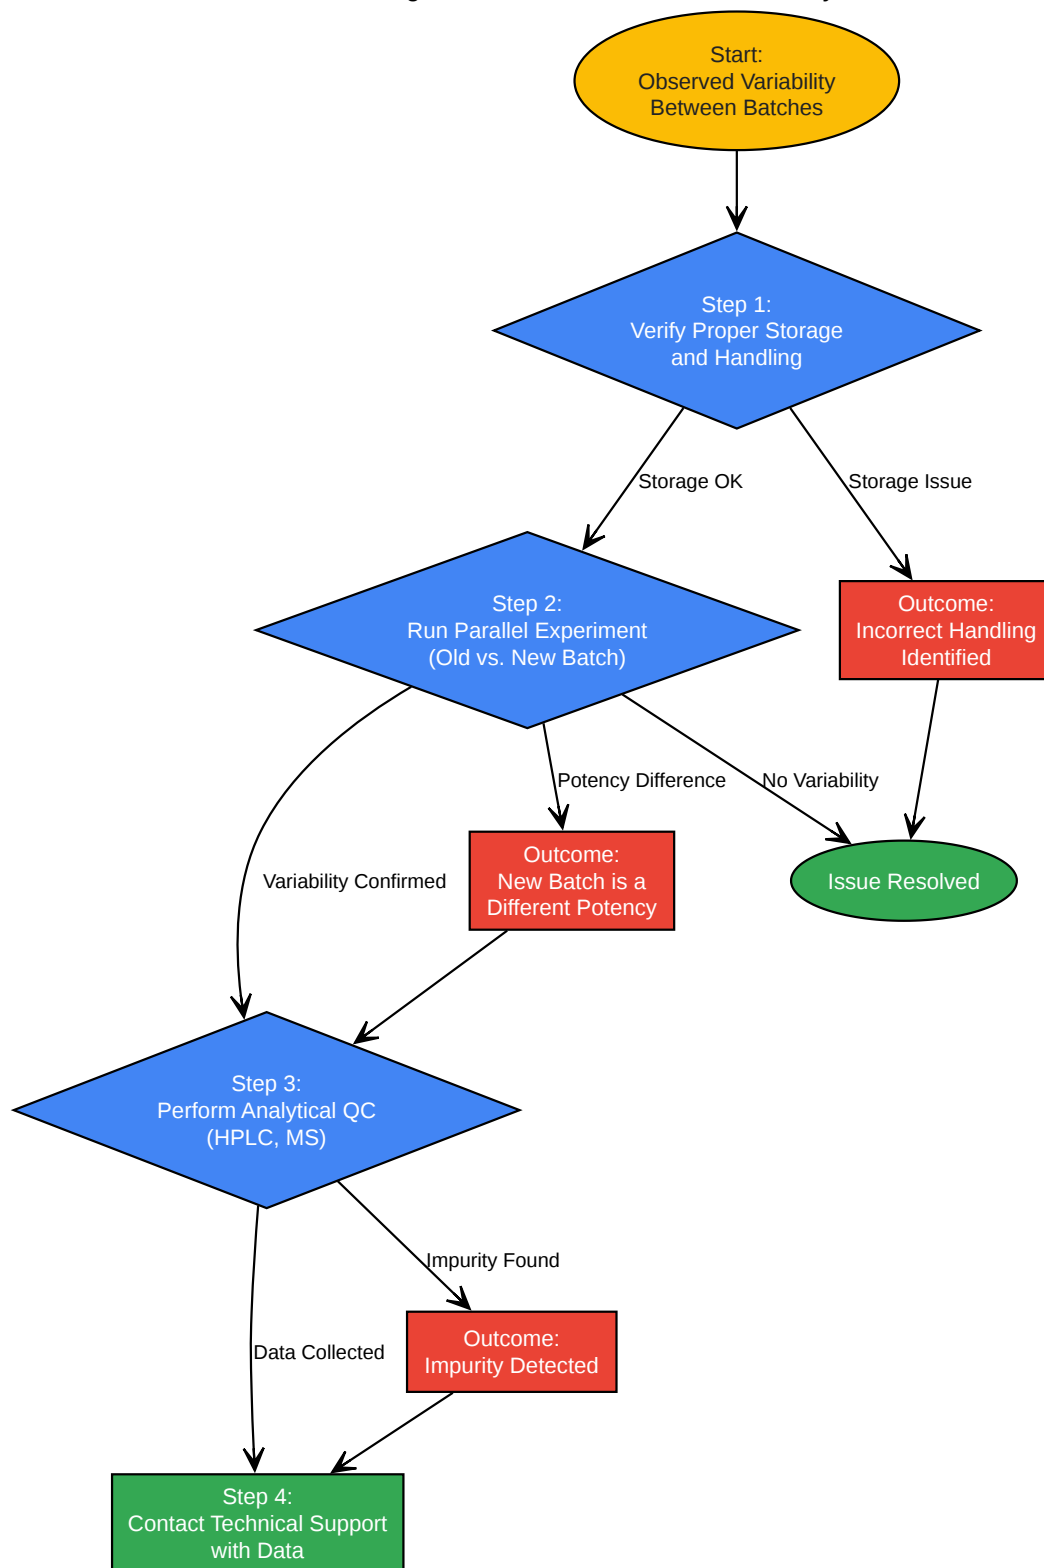 Start:
Observed Variability
Between Batches
Step 1:
Verify Proper Storage
and Handling
Storage OK
Storage Issue
Step 2:
Run Parallel Experiment
(Old vs. New Batch)
Outcome:
Incorrect Handling
Identified
Potency Difference
No Variability
Variability Confirmed
Outcome:
New Batch is a
Different Potency
Issue Resolved
Step 3:
Perform Analytical QC
(HPLC, MS)
Impurity Found
Data Collected
Outcome:
Impurity Detected
Step 4:
Contact Technical Support
with Data